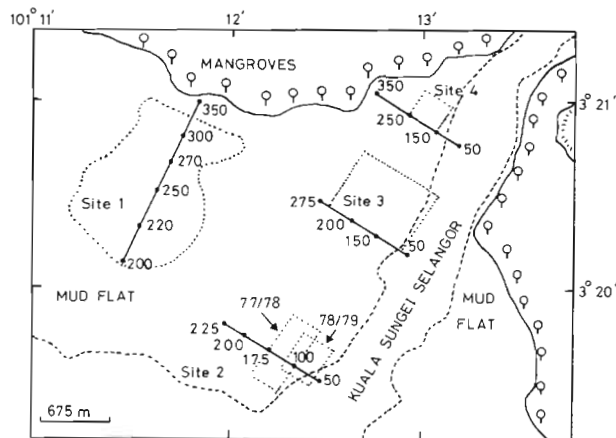 101° 11'
12'
13'
MANGROVES
350
Site 4
350
250
150
50
3° 21'
300
270
250
220
200
Site 1
275
Site 3
200
150
50
MUD FLAT
KUALA SUNGEI SELANGOR
MUD
FLAT
3° 20'
77/78
78/79
225
200
175
100
50
Site 2
675 m